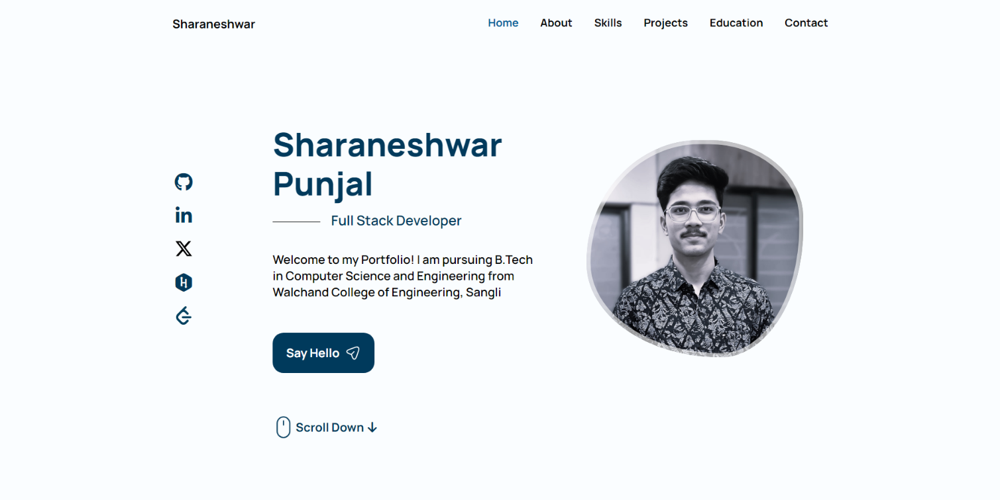 Sharaneshwar
Home About Skills Projects Education Contact
Sharaneshwar
Punjal
Full Stack Developer
Welcome to my Portfolio! I am pursuing B.Tech
in Computer Science and Engineering from
Walchand College of Engineering, Sangli
Say Hello
Scroll Down